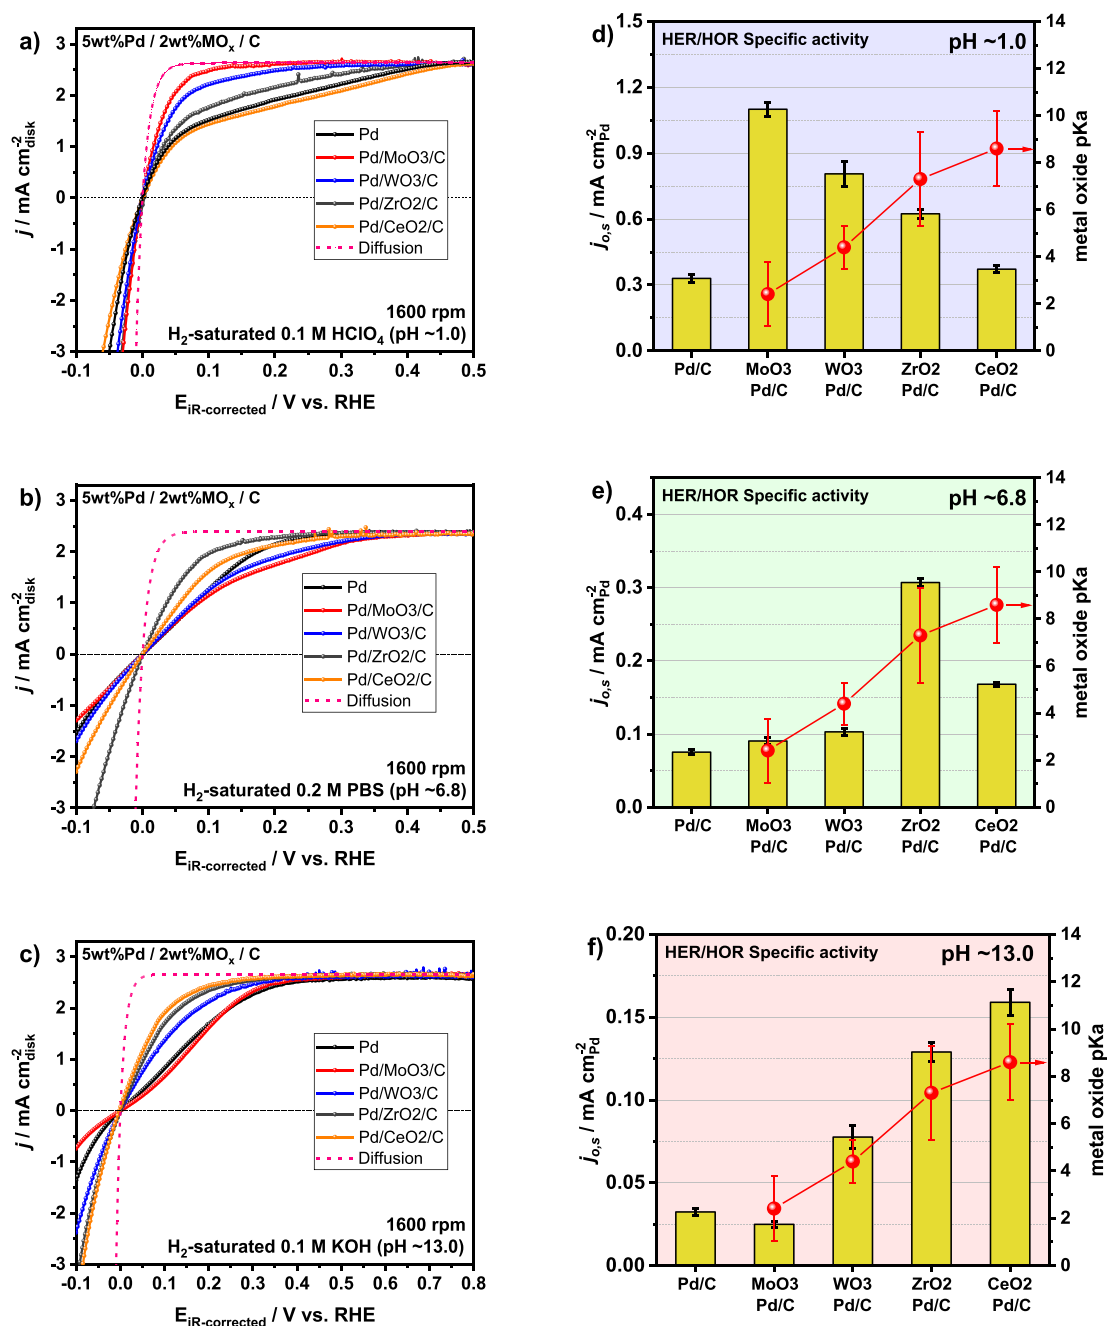 a)
5wt%Pd / 2wt%MOx / C
3
2
1
0
-1
-2
-3
j / mA cm-2disk
Pd
Pd/MoO3/C
Pd/WO3/C
Pd/ZrO2/C
Pd/CeO2/C
Diffusion
1600 rpm
H2-saturated 0.1 M HClO4 (pH ~1.0)
-0.1 0.0 0.1 0.2 0.3 0.4 0.5
EiR-corrected / V vs. RHE
d)
HER/HOR Specific activity
pH ~1.0
1.5
1.2
0.9
0.6
0.3
0.0
jo,s / mA cm-2Pd
14
12
10
8
6
4
2
0
metal oxide pKa
Pd/C MoO3 WO3 ZrO2 CeO2
Pd/C Pd/C Pd/C Pd/C
b)
5wt%Pd / 2wt%MOx / C
3
2
1
0
-1
-2
-3
j / mA cm-2disk
Pd
Pd/MoO3/C
Pd/WO3/C
Pd/ZrO2/C
Pd/CeO2/C
Diffusion
1600 rpm
H2-saturated 0.2 M PBS (pH ~6.8)
-0.1 0.0 0.1 0.2 0.3 0.4 0.5
EiR-corrected / V vs. RHE
e)
HER/HOR Specific activity
pH ~6.8
0.4
0.3
0.2
0.1
0.0
jo,s / mA cm-2Pd
14
12
10
8
6
4
2
0
metal oxide pKa
Pd/C MoO3 WO3 ZrO2 CeO2
Pd/C Pd/C Pd/C Pd/C
c)
5wt%Pd / 2wt%MOx / C
3
2
1
0
-1
-2
-3
j / mA cm-2disk
Pd
Pd/MoO3/C
Pd/WO3/C
Pd/ZrO2/C
Pd/CeO2/C
Diffusion
1600 rpm
H2-saturated 0.1 M KOH (pH ~13.0)
-0.1 0.0 0.1 0.2 0.3 0.4 0.5 0.6 0.7 0.8
EiR-corrected / V vs. RHE
f)
HER/HOR Specific activity
pH ~13.0
0.20
0.15
0.10
0.05
0.00
jo,s / mA cm-2Pd
14
12
10
8
6
4
2
0
metal oxide pKa
Pd/C MoO3 WO3 ZrO2 CeO2
Pd/C Pd/C Pd/C Pd/C